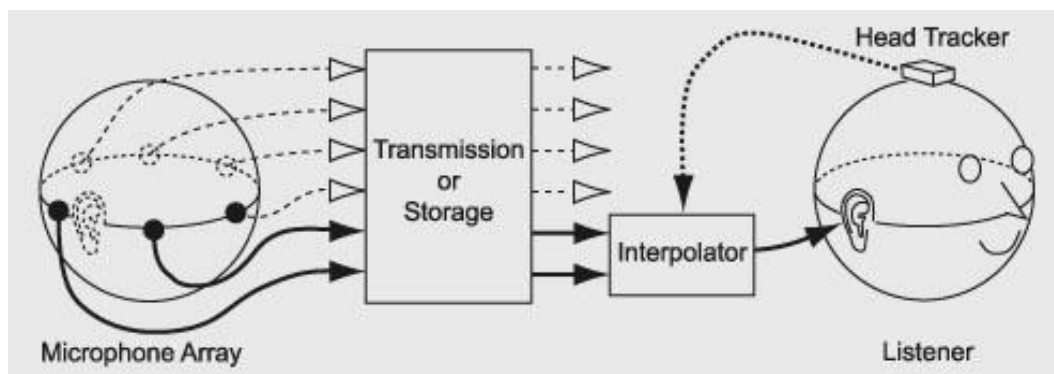 Head Tracker
Transmission
or
Storage
Interpolator
Microphone Array
Listener